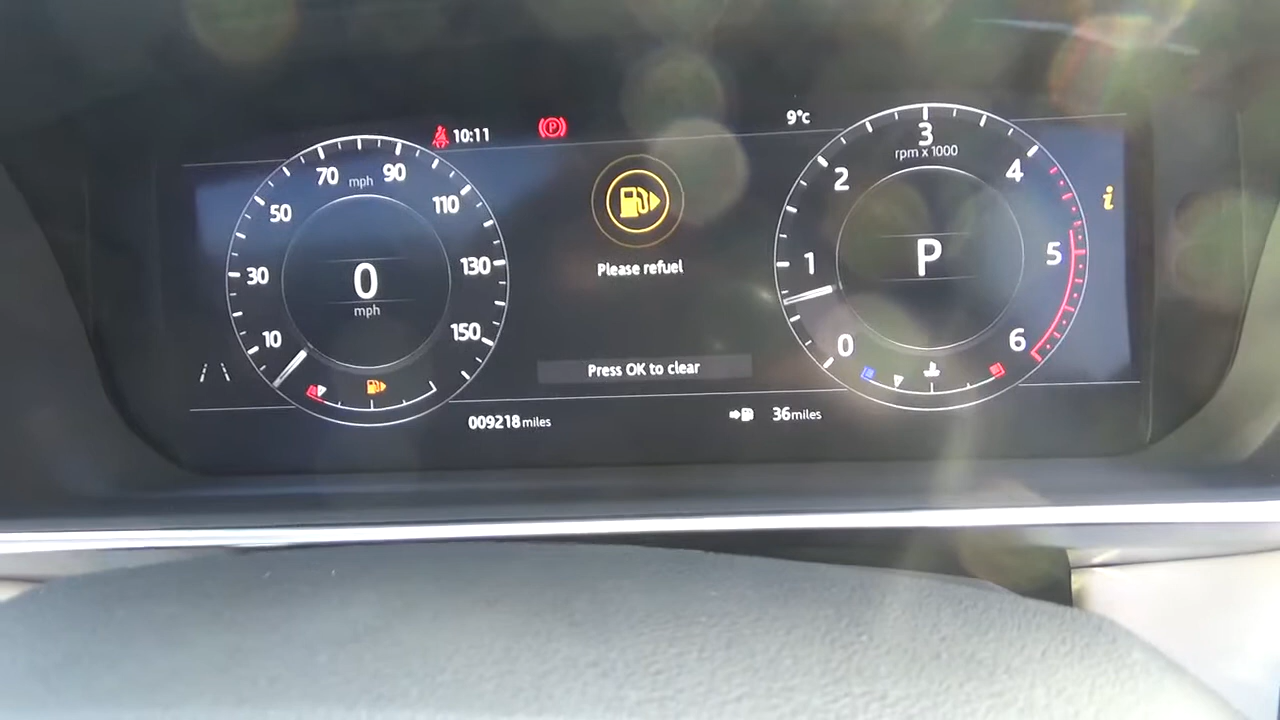 10:11
P
9°c
70 mph 90
50
110
30
130
10
150
0
mph
Please refuel
Press OK to clear
3
rpm x 1000
2
4
1
5
0
6
P
i
009218 miles
36 miles